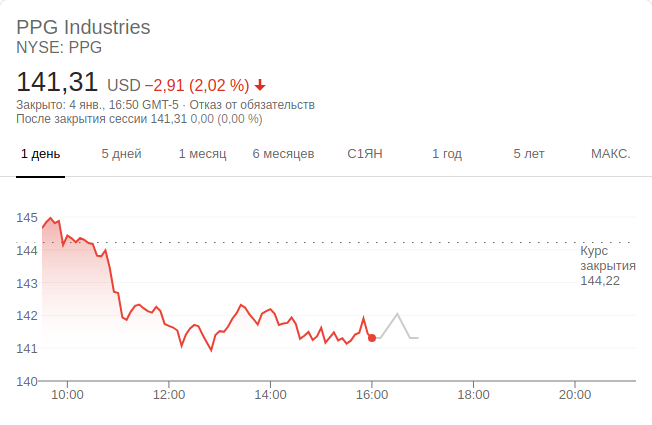 PPG Industries
NYSE: PPG
141,31 USD −2,91 (2,02 %)
Закрыто: 4 янв., 16:50 GMT-5 · Отказ от обязательств
После закрытия сессии 141,31 0,00 (0,00 %)
1 день 5 дней 1 месяц 6 месяцев С1ЯН 1 год 5 лет МАКС.
145
144
143
142
141
140
Курс
закрытия
144,22
10:00 12:00 14:00 16:00 18:00 20:00